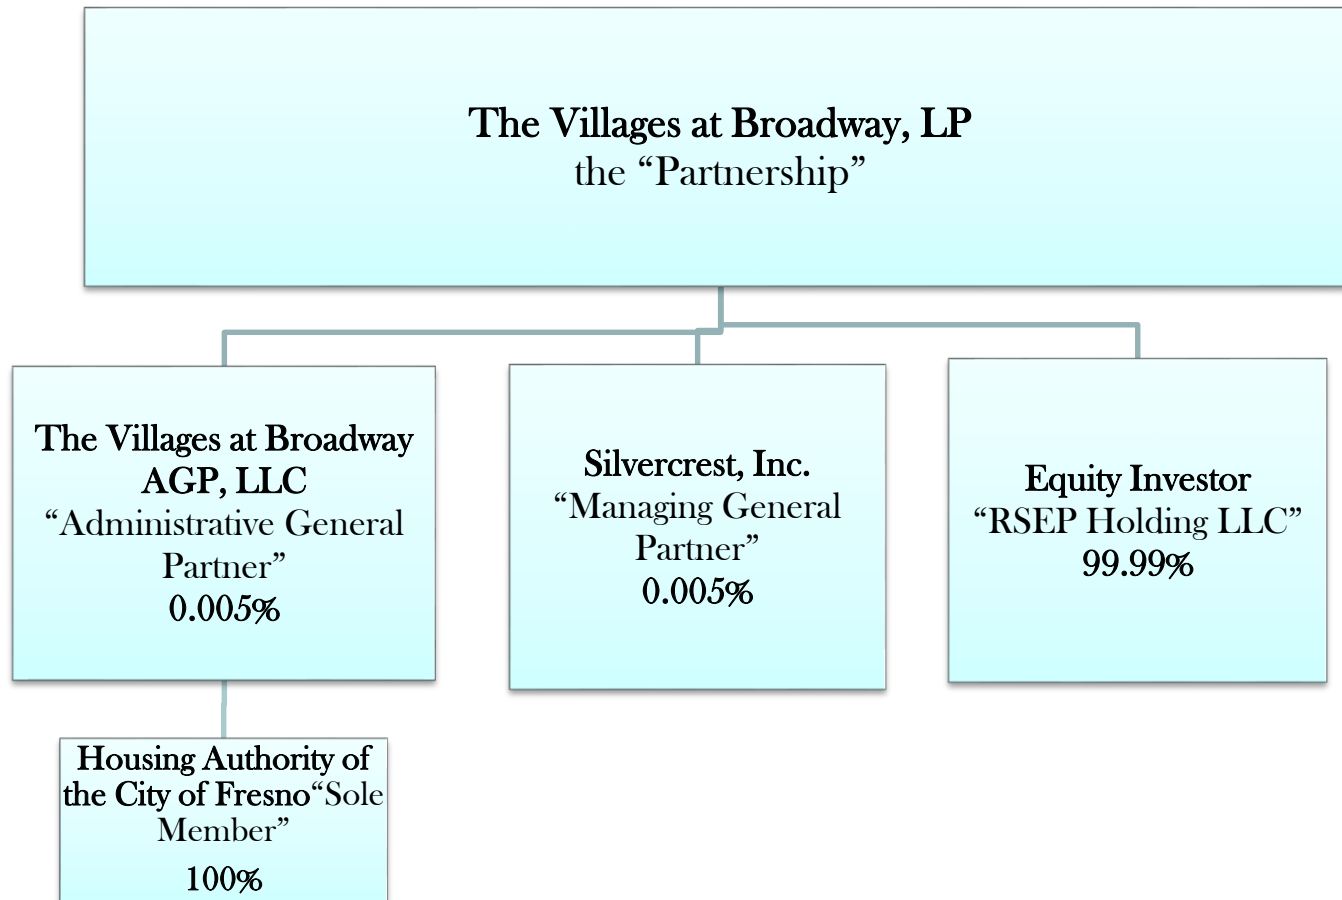 The Villages at Broadway, LP
the “Partnership”
The Villages at Broadway
AGP, LLC
“Administrative General
Partner”
0.005%
Silvercrest, Inc.
“Managing General
Partner”
0.005%
Equity Investor
“RSEP Holding LLC”
99.99%
Housing Authority of
the City of Fresno“Sole
Member”
100%